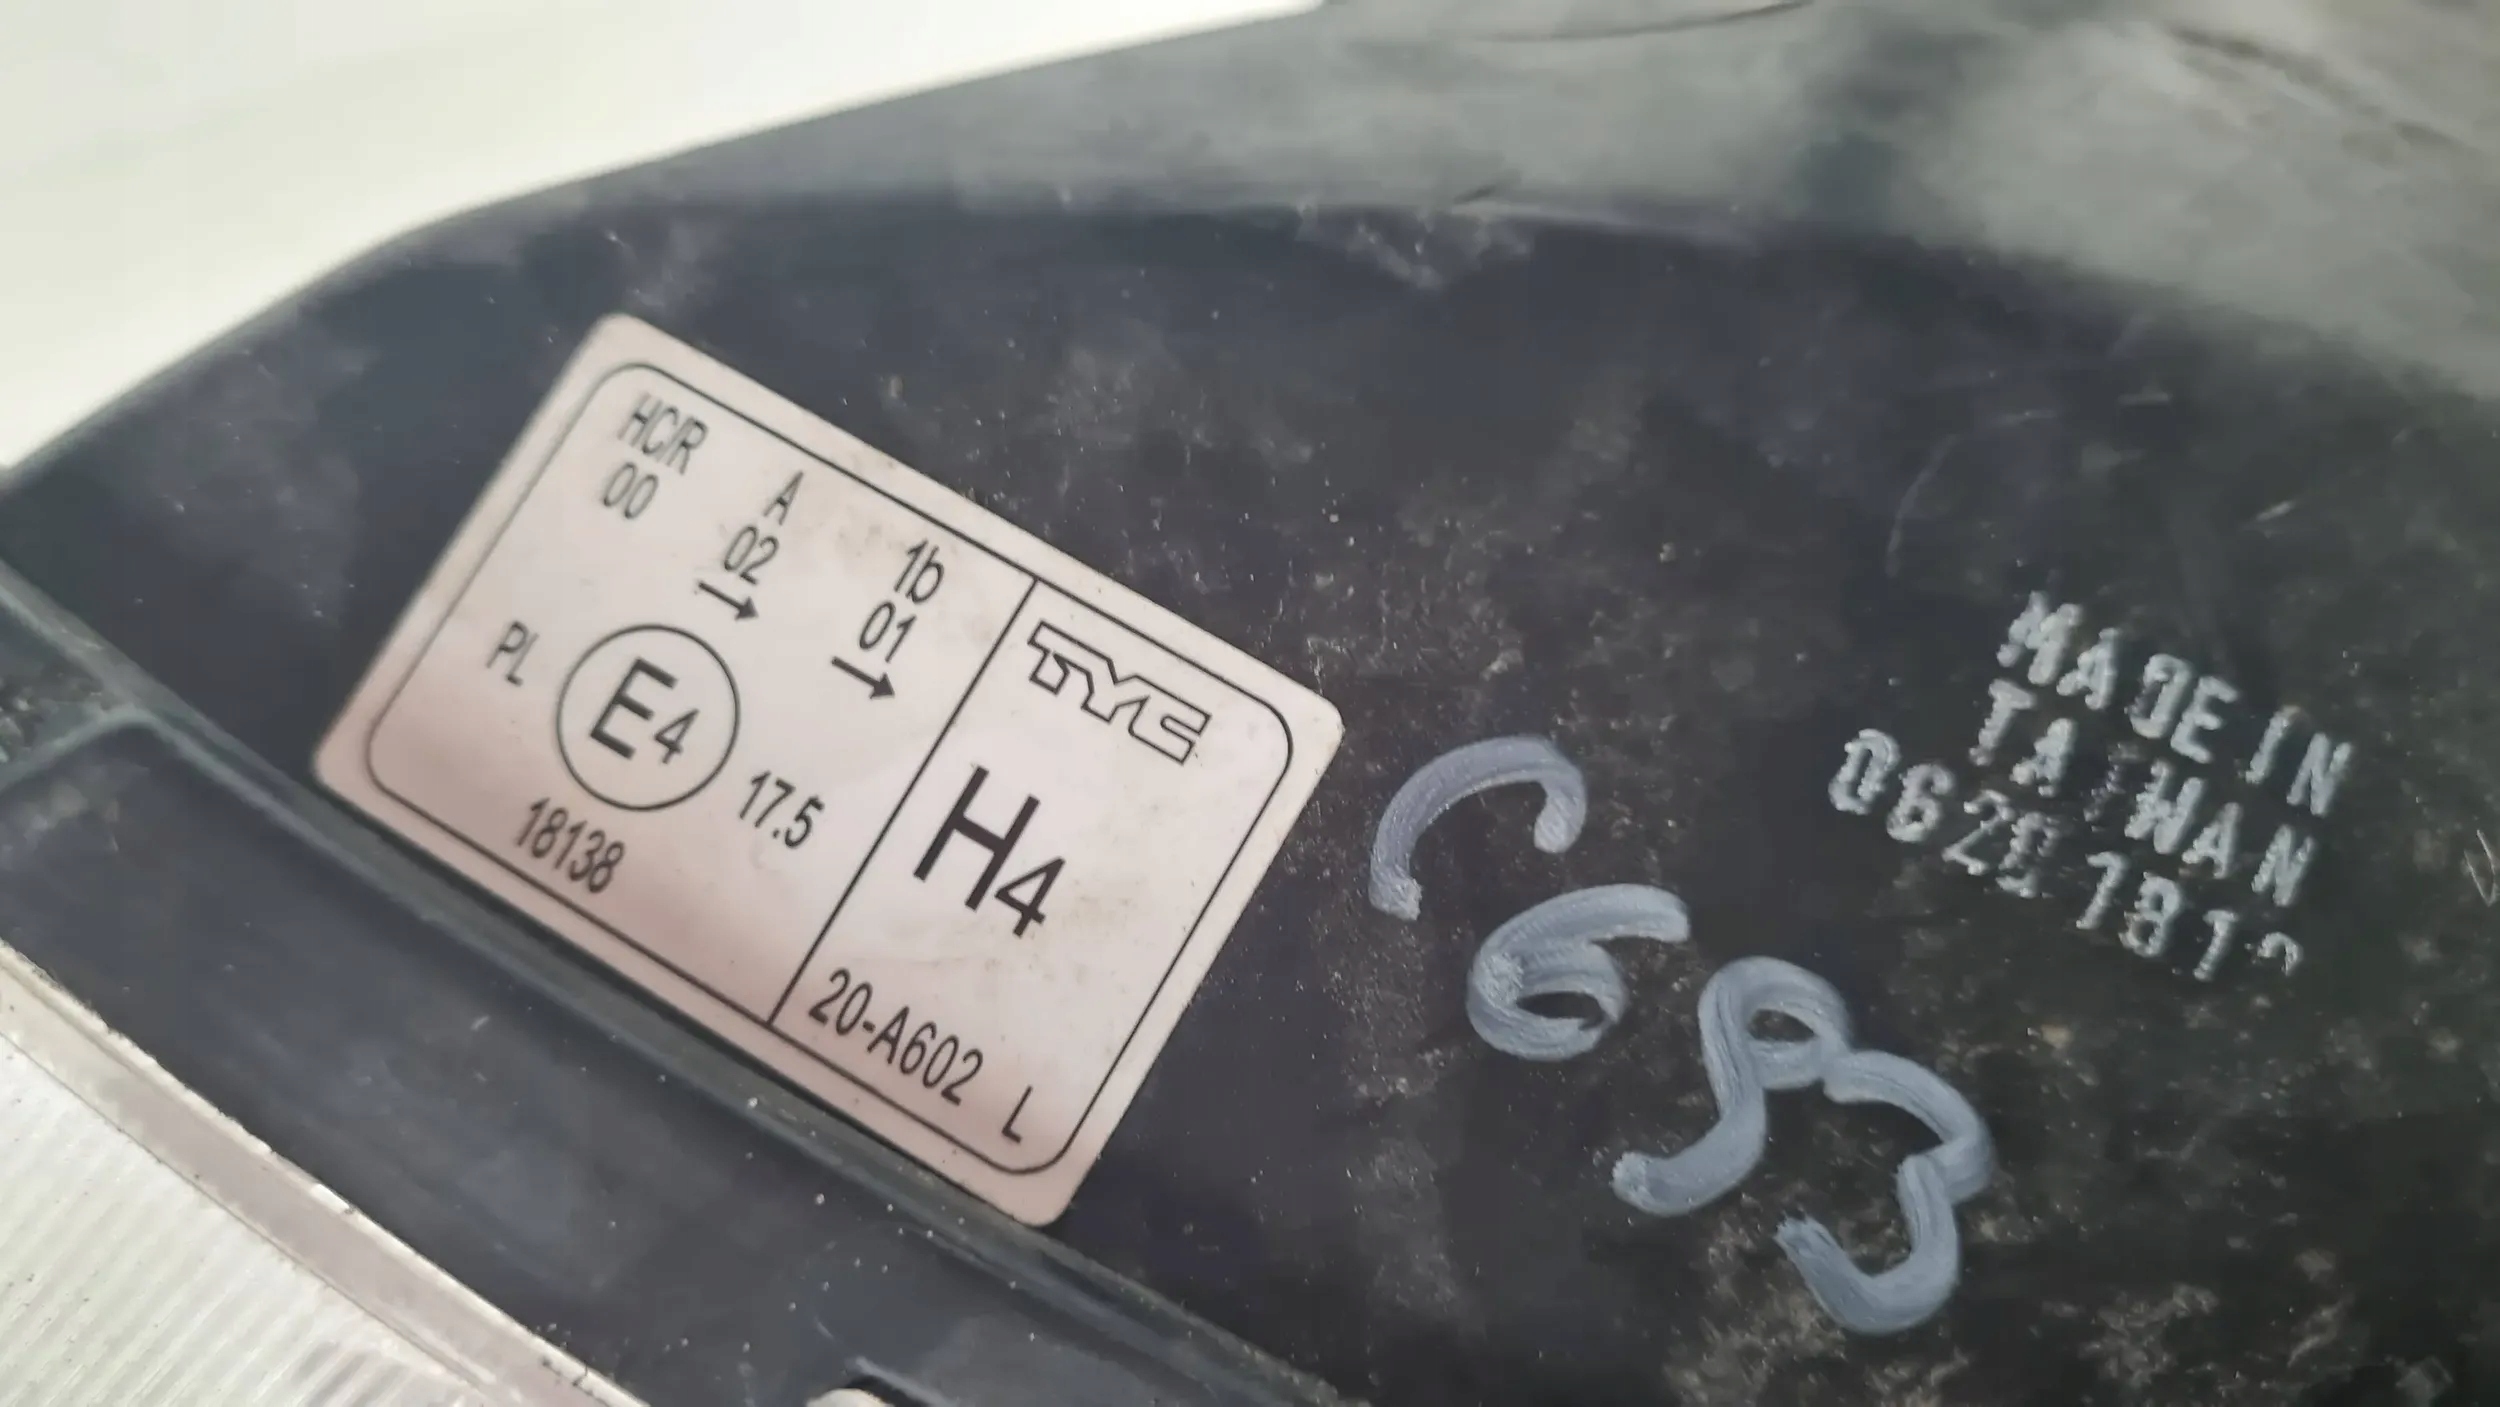 HC/R A 1b
00 02 01
→ →
PL E4 17.5
18138
TYC
H4
20-A602 L
C693
MADE IN
TAIWAN